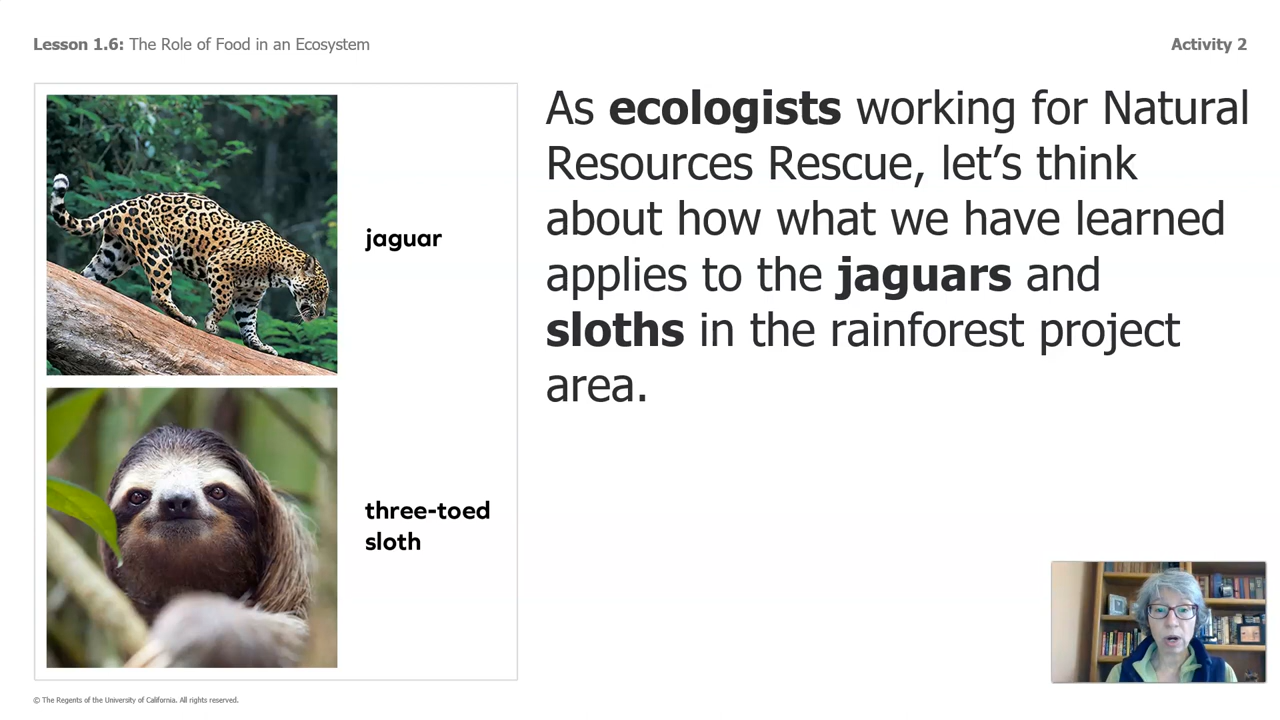 Lesson 1.6: The Role of Food in an Ecosystem
Activity 2
jaguar
three-toed
sloth
As ecologists working for Natural
Resources Rescue, let’s think
about how what we have learned
applies to the jaguars and
sloths in the rainforest project
area.
© The Regents of the University of California. All rights reserved.